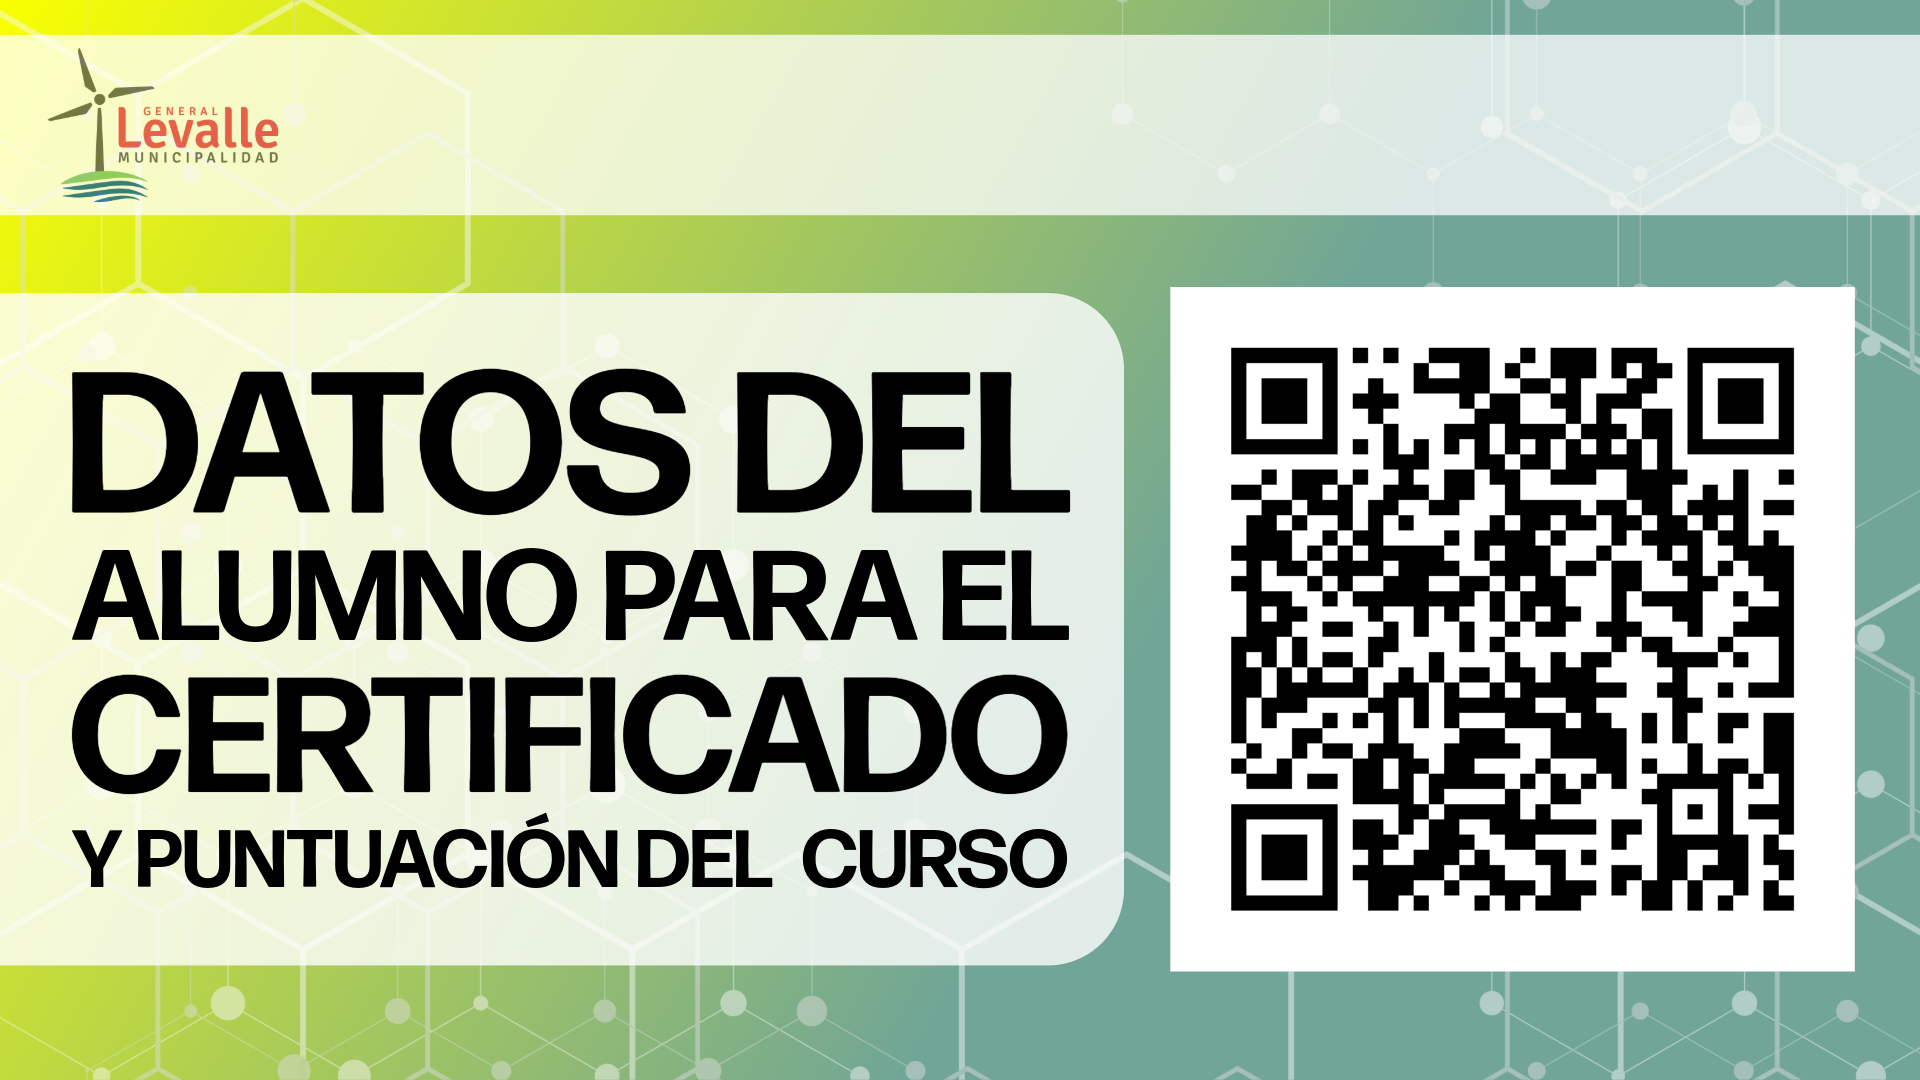 GENERAL
Levalle
MUNICIPALIDAD
DATOS DEL
ALUMNO PARA EL
CERTIFICADO
Y PUNTUACIÓN DEL CURSO